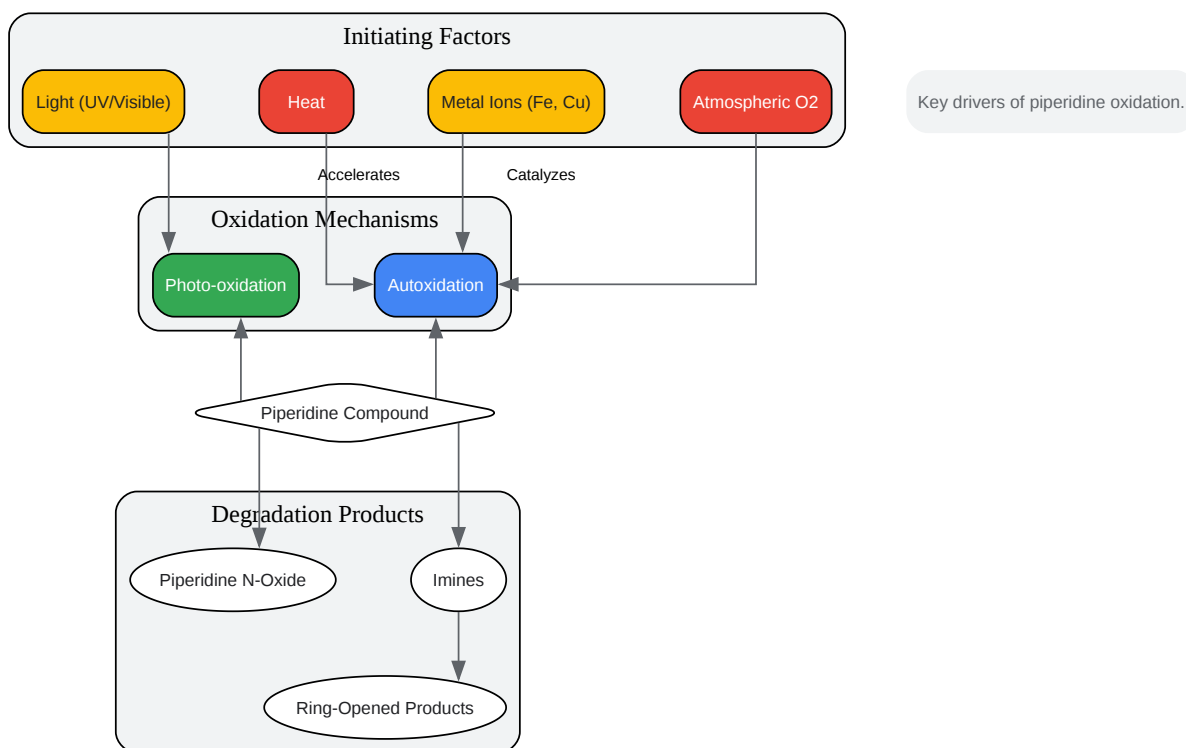 Initiating Factors
Light (UV/Visible)
Heat
Metal Ions (Fe, Cu)
Atmospheric O2
Key drivers of piperidine oxidation.
Accelerates
Catalyzes
Oxidation Mechanisms
Photo-oxidation
Autoxidation
Piperidine Compound
Degradation Products
Piperidine N-Oxide
Imines
Ring-Opened Products